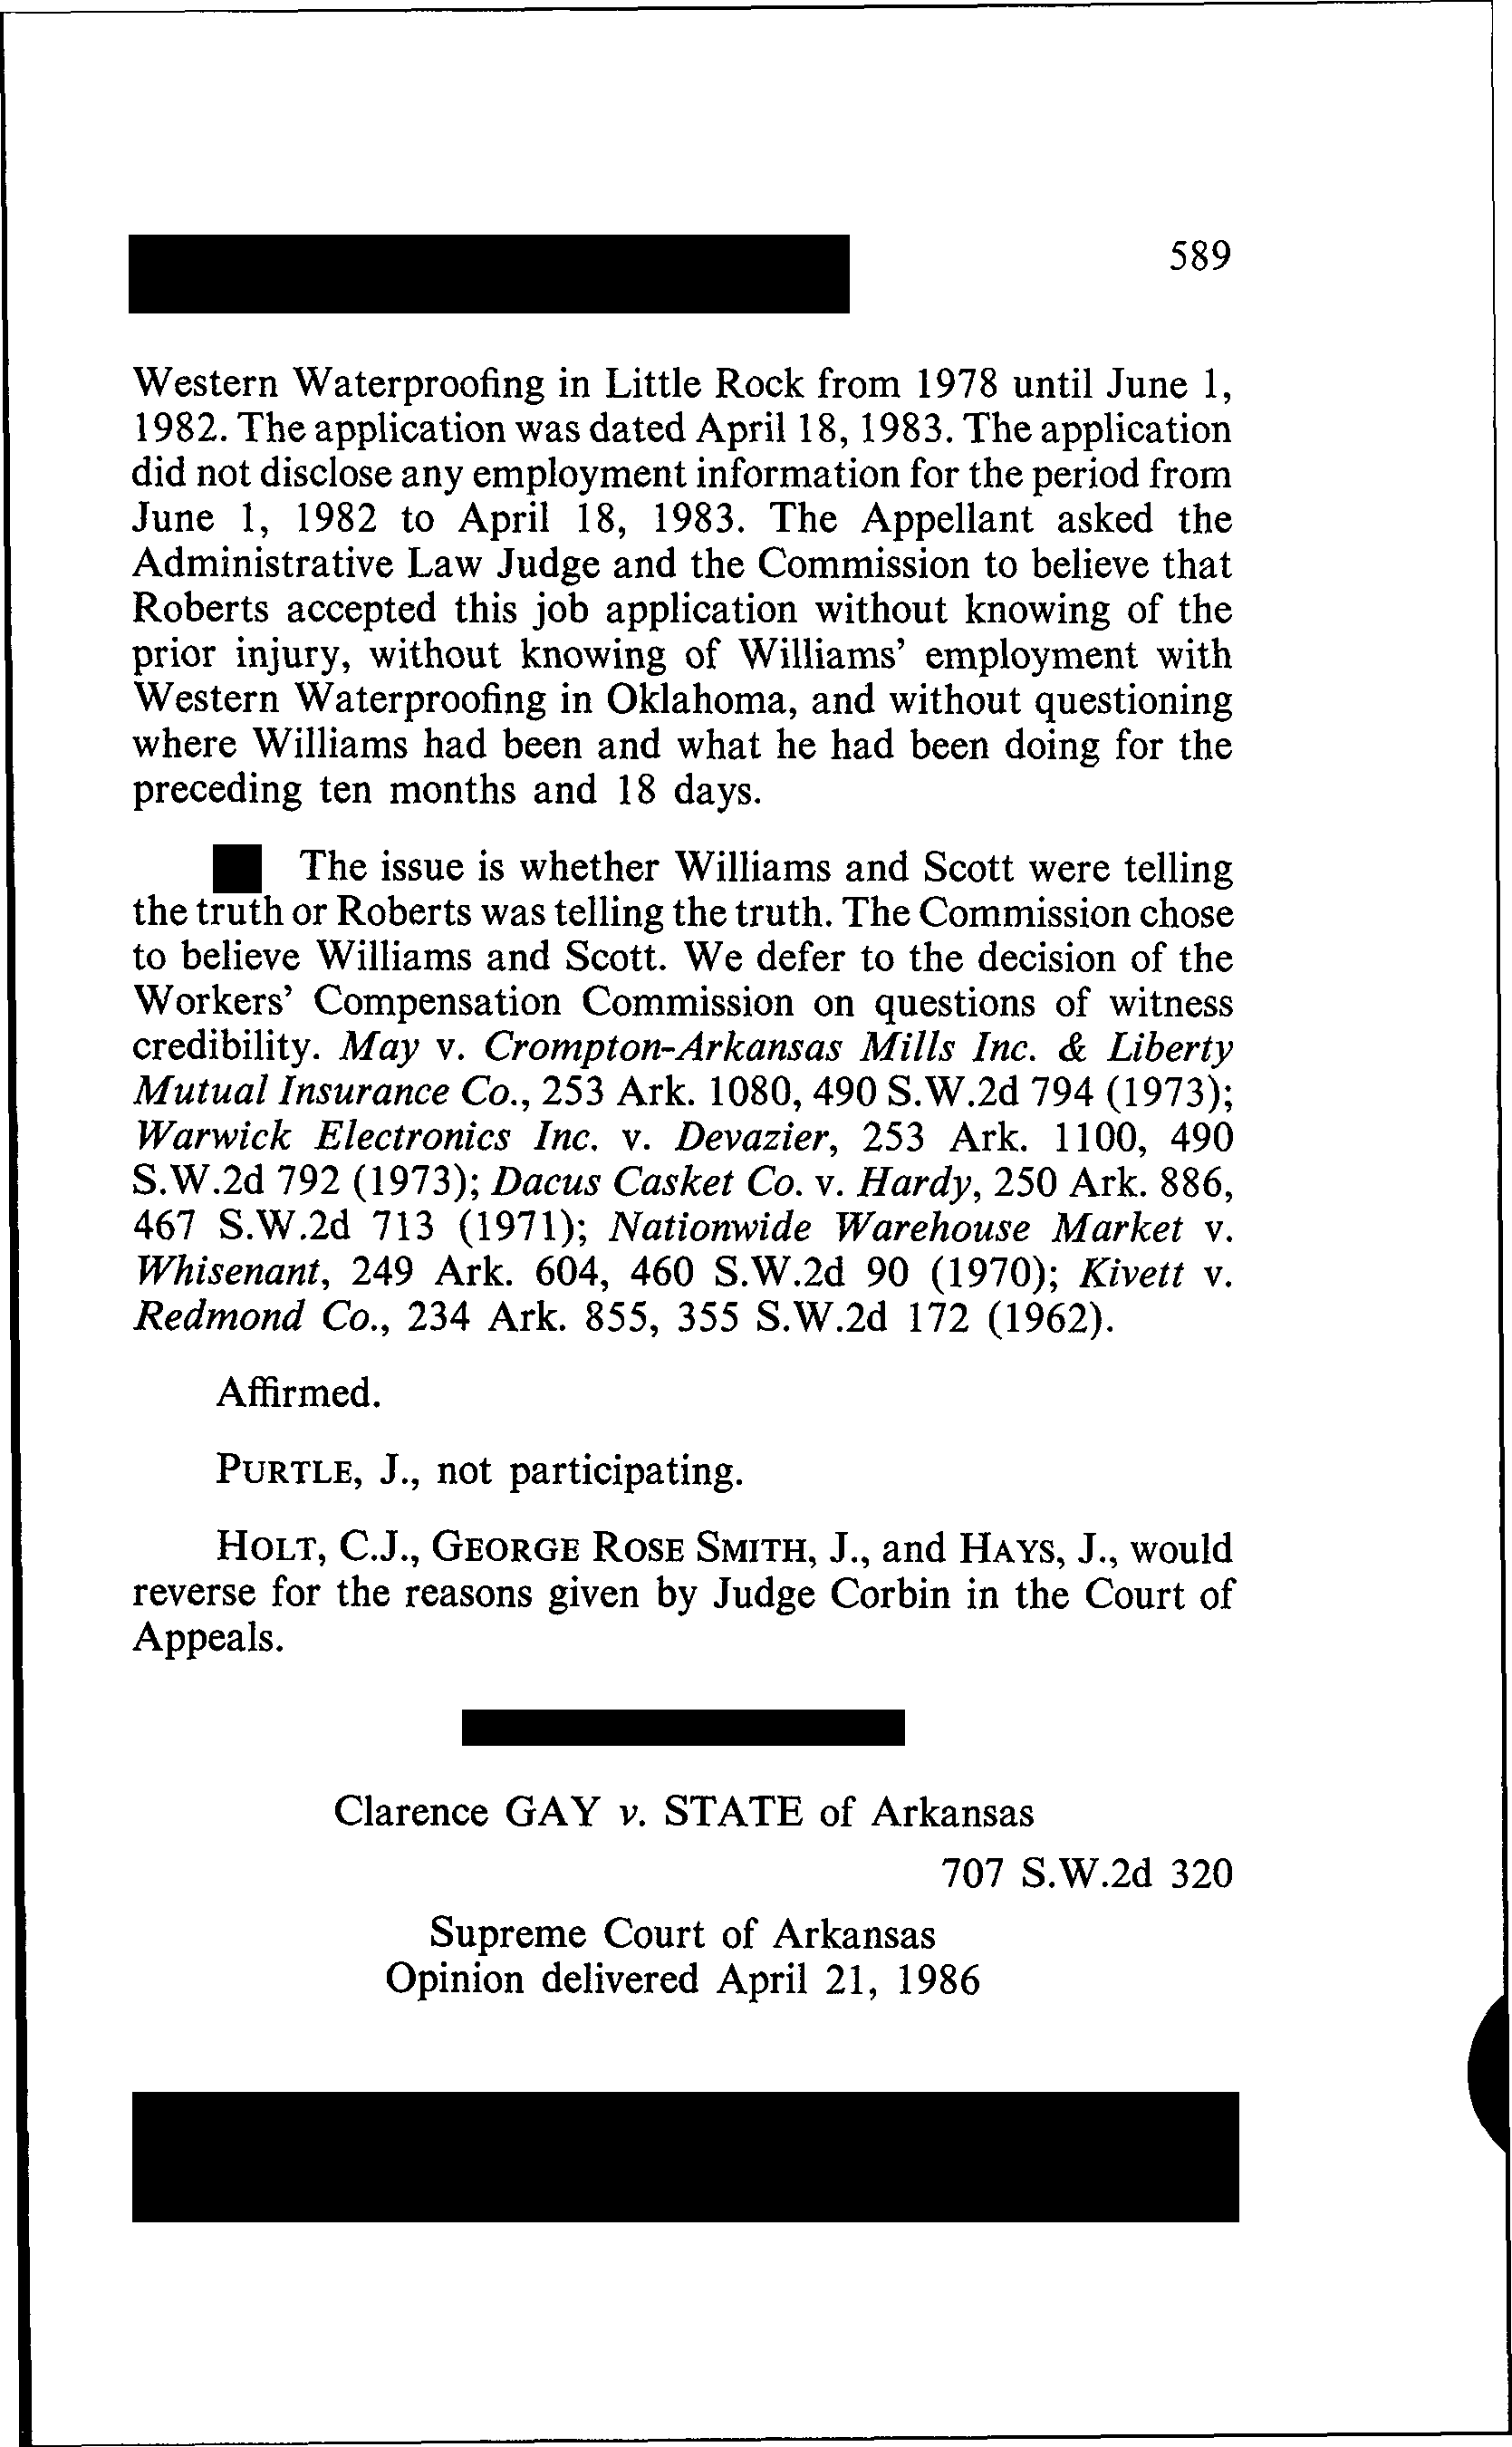 589
Western Waterproofing in Little Rock from 1978 until June 1,
1982. The application was dated April 18, 1983. The application
did not disclose any employment information for the period from
June 1, 1982 to April 18, 1983. The Appellant asked the
Administrative Law Judge and the Commission to believe that
Roberts accepted this job application without knowing of the
prior injury, without knowing of Williams' employment with
Western Waterproofing in Oklahoma, and without questioning
where Williams had been and what he had been doing for the
preceding ten months and 18 days.
The issue is whether Williams and Scott were telling
the truth or Roberts was telling the truth. The Commission chose
to believe Williams and Scott. We defer to the decision of the
Workers' Compensation Commission on questions of witness
credibility. May v. Crompton-Arkansas Mills Inc. & Liberty
Mutual Insurance Co., 253 Ark. 1080, 490 S.W.2d 794 (1973);
Warwick Electronics Inc. v. Devazier, 253 Ark. 1100, 490
S.W.2d 792 (1973); Dacus Casket Co. v. Hardy, 250 Ark. 886,
467 S.W.2d 713 (1971); Nationwide Warehouse Market v.
Whisenant, 249 Ark. 604, 460 S.W.2d 90 (1970); Kivett v.
Redmond Co., 234 Ark. 855, 355 S.W.2d 172 (1962).
Affirmed.
PURTLE, J., not participating.
HOLT, C.J., GEORGE ROSE SMITH, J., and HAYS, J., would
reverse for the reasons given by Judge Corbin in the Court of
Appeals.
Clarence GAY v. STATE of Arkansas
707 S.W.2d 320
Supreme Court of Arkansas
Opinion delivered April 21, 1986